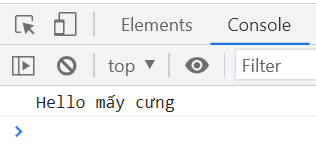 Elements Console
top Filter
Hello mấy cưng